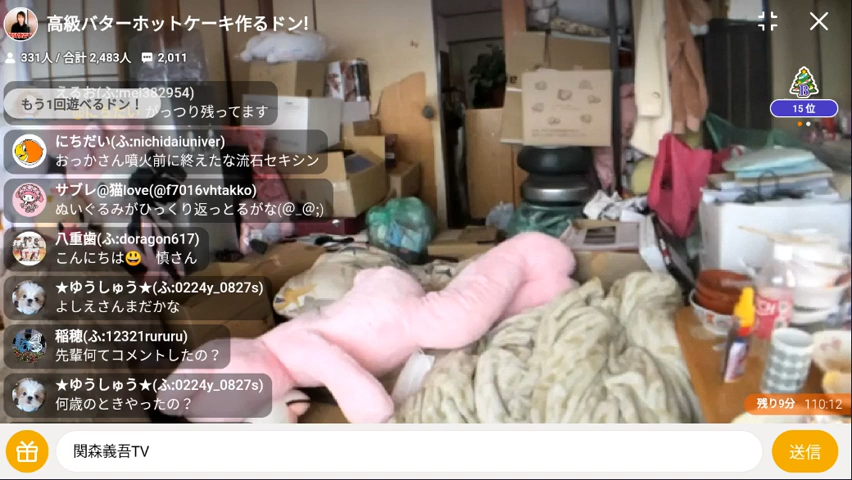 高級バターホットケーキ作るドン!
331人 / 合計 2,483人 2,011
えるお(ふ:mel382954)
もう1回遊べるドン！
がっつり残ってます
にちだい(ふ:nichidaiuniver)
おっかさん噴火前に終えたな流石セキシン
サブレ@猫love(@f7016vhtakko)
ぬいぐるみがひっくり返っとるがな(@_@;)
八重歯(ふ:doragon617)
こんにちは😃 慎さん
★ゆうしゅう★(ふ:0224y_0827s)
よしえさんまだかな
稲穂(ふ:12321rururu)
先輩何てコメントしたの？
★ゆうしゅう★(ふ:0224y_0827s)
何歳のときやったの？
15 位
残り9分 110:12
関森義吾TV
送信